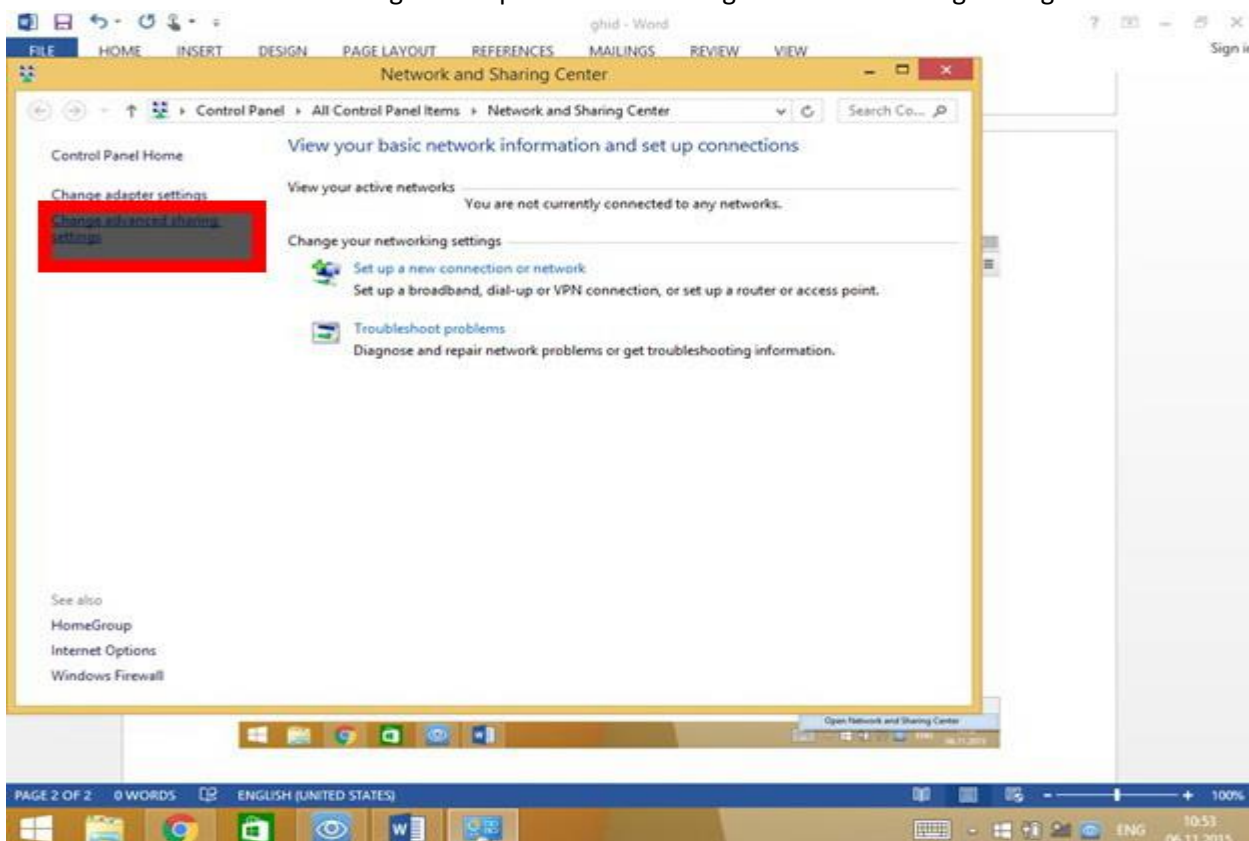 ghid - Word
FILE HOME INSERT DESIGN PAGE LAYOUT REFERENCES MAILINGS REVIEW VIEW
Network and Sharing Center
Control Panel All Control Panel Items Network and Sharing Center
Search Co...
Control Panel Home
View your basic network information and set up connections
Change adapter settings
View your active networks
You are not currently connected to any networks.
Change advanced sharing
settings
Change your networking settings
Set up a new connection or network
Set up a broadband, dial-up or VPN connection, or set up a router or access point.
Troubleshoot problems
Diagnose and repair network problems or get troubleshooting information.
See also
HomeGroup
Internet Options
Windows Firewall
Open Network and Sharing Center
06.11.2015
PAGE 2 OF 2 0 WORDS ENGLISH (UNITED STATES)
100%
ENG 10:53
06.11.2015